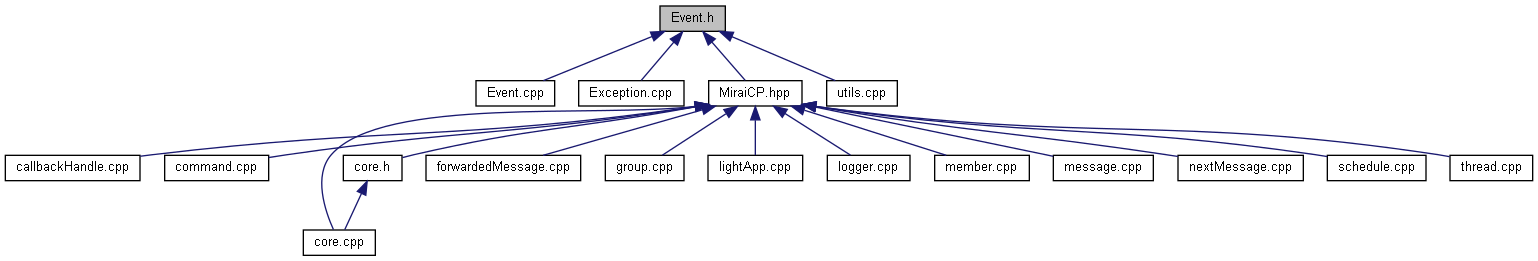 Event.h
Event.cpp
Exception.cpp
MiraiCP.hpp
utils.cpp
callbackHandle.cpp
command.cpp
core.h
forwardedMessage.cpp
group.cpp
lightApp.cpp
logger.cpp
member.cpp
message.cpp
nextMessage.cpp
schedule.cpp
thread.cpp
core.cpp